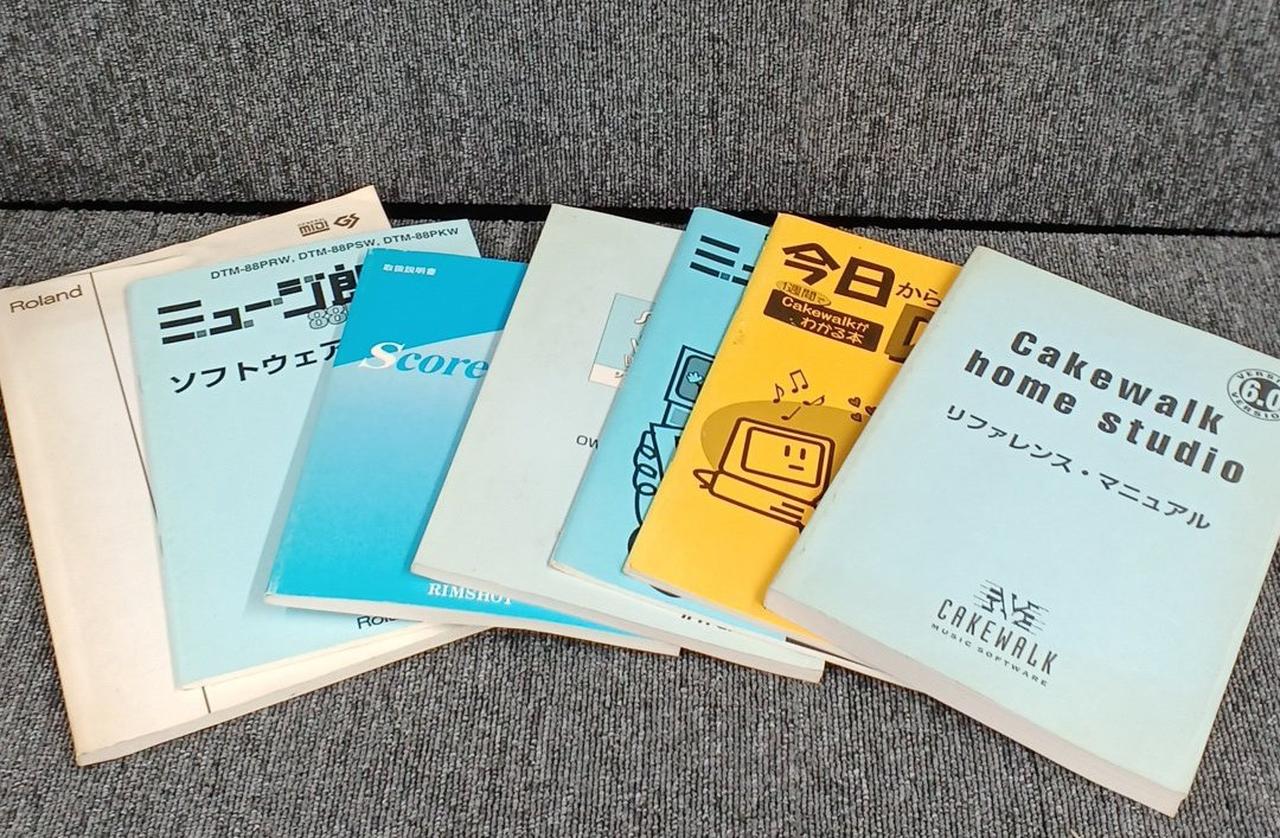 Roland
MIDI
GS
DTM-88PRW, DTM-88PSW, DTM-88PKW
ミュージ郎
88
ソフトウェア
取扱説明書
Score
RIMSHOT
OW
ミュ
今日から
1週間で
Cakewalkが
わかる本
Cakewalk
home studio
VERSION
6.0
VERSION
リファレンス・マニュアル
CAKEWALK
MUSIC SOFTWARE